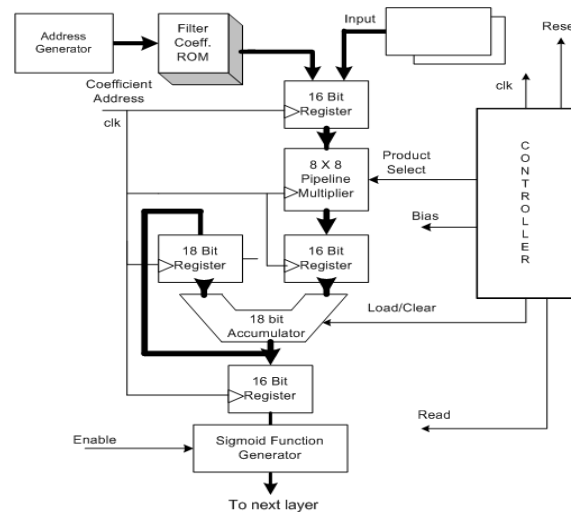 Address
Generator
Filter
Coeff.
ROM
Input
Rese
Coefficient
Address
clk
16 Bit
Register
clk
8 X 8
Pipeline
Multiplier
Product
Select
CONTROLLER
Bias
18 Bit
Register
16 Bit
Register
18 bit
Accumulator
Load/Clear
16 Bit
Register
Read
Enable
Sigmoid Function
Generator
To next layer